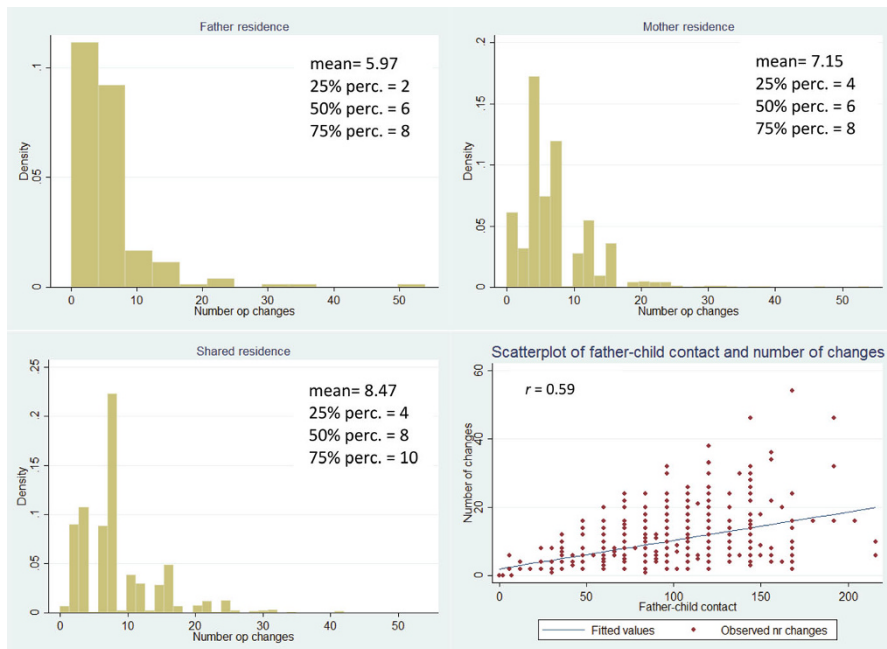 Father residence
mean= 5.97
25% perc. = 2
50% perc. = 6
75% perc. = 8
Density
0 .05 .1
0 10 20 30 40 50
Number op changes
Mother residence
mean= 7.15
25% perc. = 4
50% perc. = 6
75% perc. = 8
Density
0 .05 .1 .15 .2
0 10 20 30 40 50
Number op changes
Shared residence
mean= 8.47
25% perc. = 4
50% perc. = 8
75% perc. = 10
Density
0 .05 .1 .15 .2 .25
0 10 20 30 40 50
Number op changes
Scatterplot of father-child contact and number of changes
r = 0.59
Number of changes
0 20 40 60
0 50 100 150 200
Father-child contact
Fitted values Observed nr changes